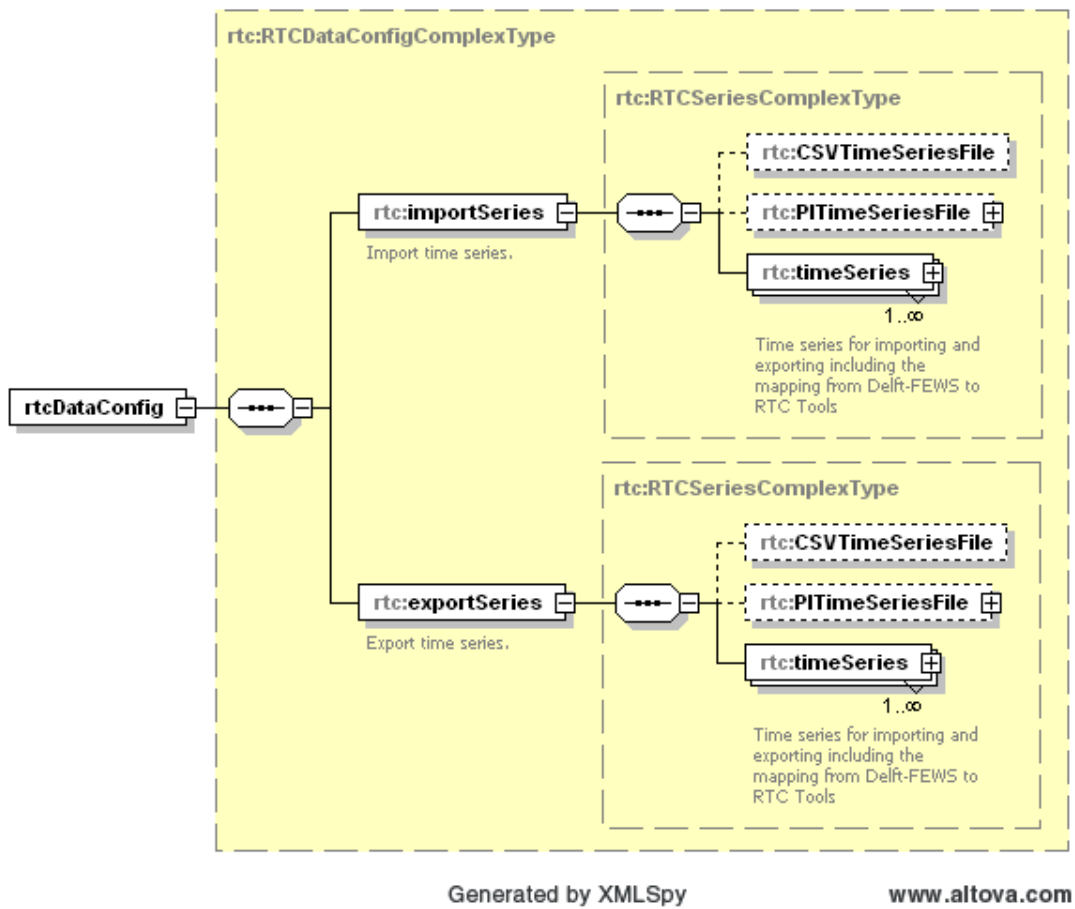 rtc:RTCDataConfigComplexType
rtc:RTCSeriesComplexType
rtc:CSVTimeSeriesFile
rtc:PITimeSeriesFile
rtc:importSeries
Import time series.
rtc:timeSeries
1..∞
Time series for importing and
exporting including the
mapping from Delft-FEWS to
RTC Tools
rtcDataConfig
rtc:RTCSeriesComplexType
rtc:CSVTimeSeriesFile
rtc:PITimeSeriesFile
rtc:exportSeries
Export time series.
rtc:timeSeries
1..∞
Time series for importing and
exporting including the
mapping from Delft-FEWS to
RTC Tools
Generated by XMLSpy www.altova.com